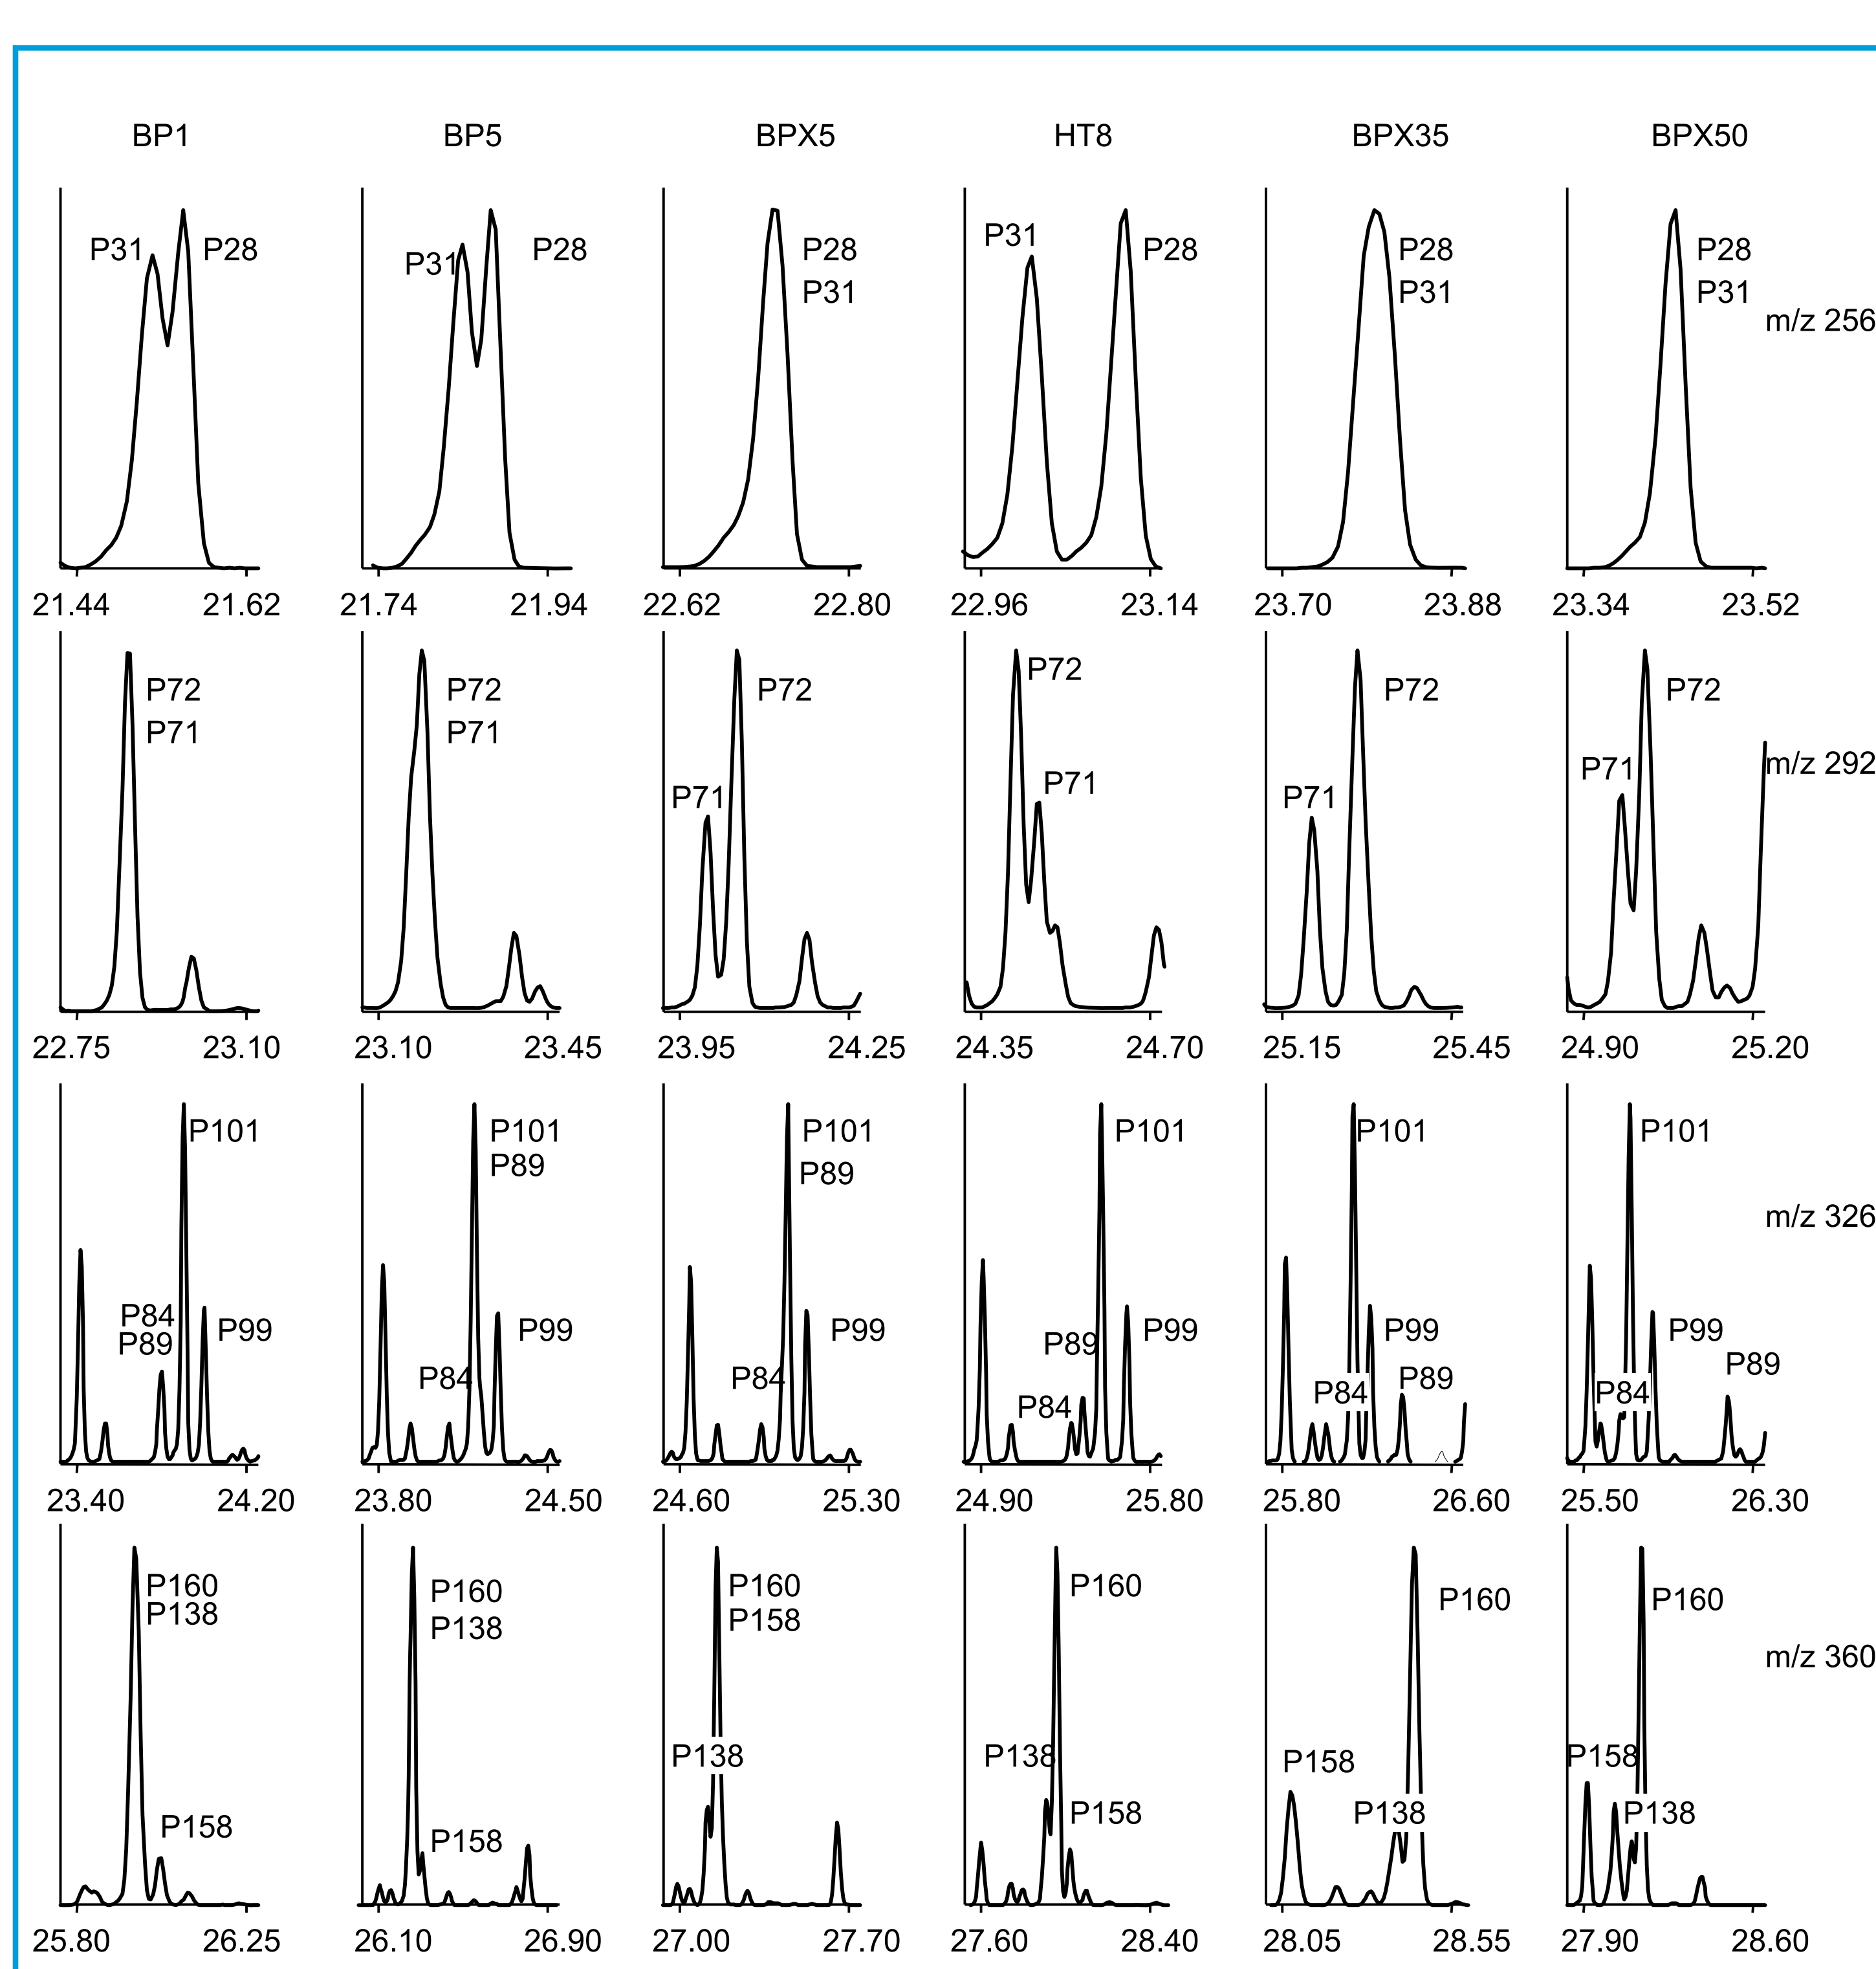 BP1 BP5 BPX5 HT8 BPX35 BPX50
P31 P28 P31 P28 P28 P31 P28 P28 P28
P31 P31 P31
m/z 256
21.44 21.62 21.74 21.94 22.62 22.80 22.96 23.14 23.70 23.88 23.34 23.52
P72 P72 P72 P72 P72 P72
P71 P71 P71 P71 P71 P71
m/z 292
22.75 23.10 23.10 23.45 23.95 24.25 24.35 24.70 25.15 25.45 24.90 25.20
P101 P101 P101 P101 P101 P101
P89 P89
m/z 326
P84 P99 P99 P99 P99 P99 P99
P89 P89 P89
P84 P84 P84 P84 P89 P84
23.40 24.20 23.80 24.50 24.60 25.30 24.90 25.80 25.80 26.60 25.50 26.30
P160 P160 P160 P160 P160 P160
P138 P138 P158
m/z 360
P138 P138 P158 P158
P158 P158 P158 P138 P138
25.80 26.25 26.10 26.90 27.00 27.70 27.60 28.40 28.05 28.55 27.90 28.60